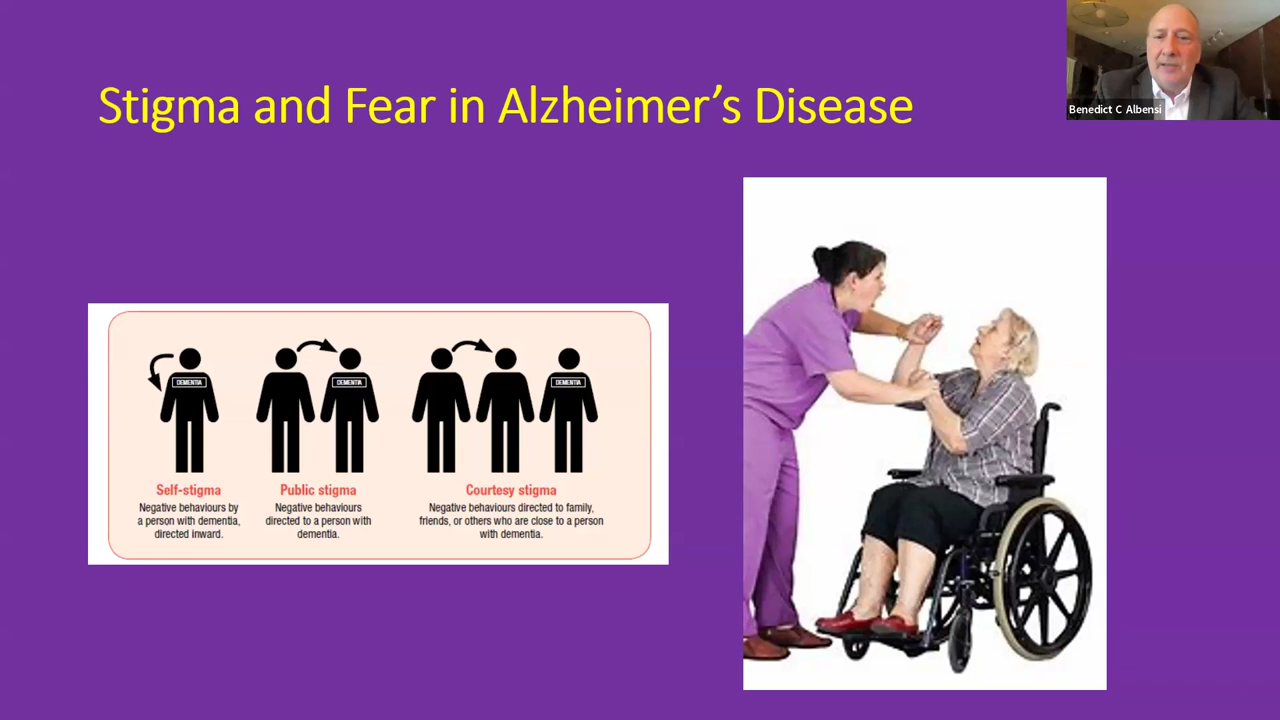 Stigma and Fear in Alzheimer’s Disease
Benedict C Albensi
DEMENTIA
DEMENTIA
DEMENTIA
Self-stigma
Negative behaviours by
a person with dementia,
directed inward.
Public stigma
Negative behaviours
directed to a person with
dementia.
Courtesy stigma
Negative behaviours directed to family,
friends, or others who are close to a person
with dementia.